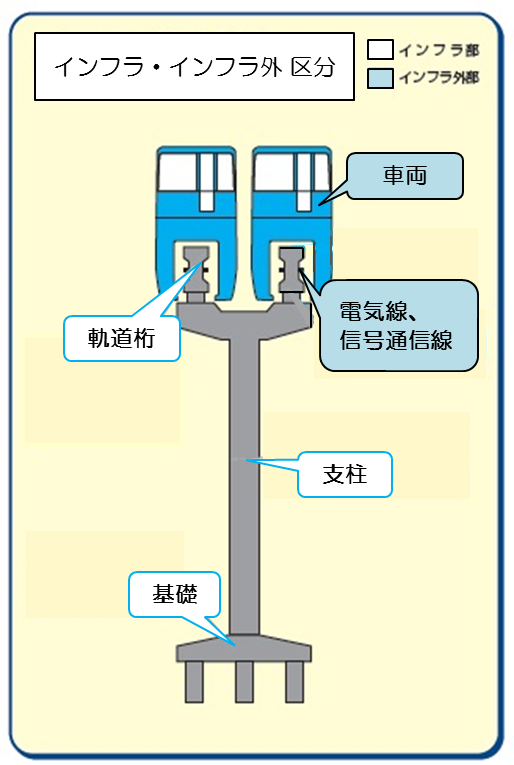 インフラ・インフラ外 区分
インフラ部
インフラ外部
車両
電気線、
信号通信線
軌道桁
支柱
基礎